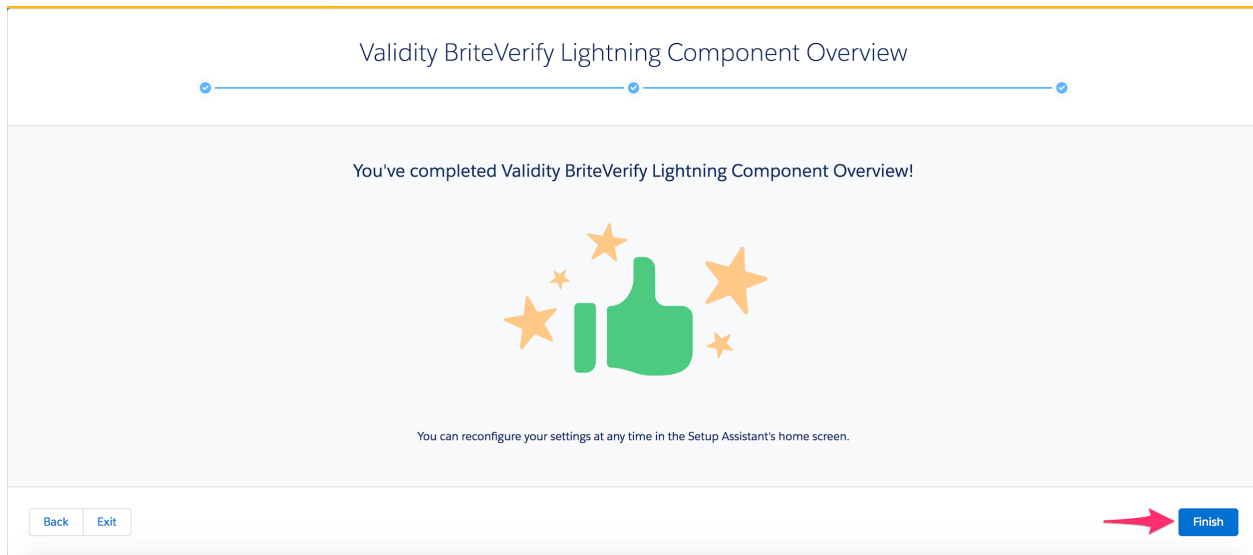 Validity BriteVerify Lightning Component Overview
You've completed Validity BriteVerify Lightning Component Overview!
You can reconfigure your settings at any time in the Setup Assistant's home screen.
Back Exit Finish